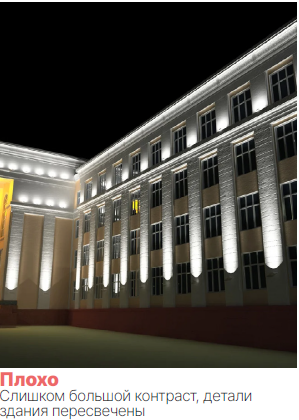 Плохо
Слишком большой контраст, детали
здания пересвечены